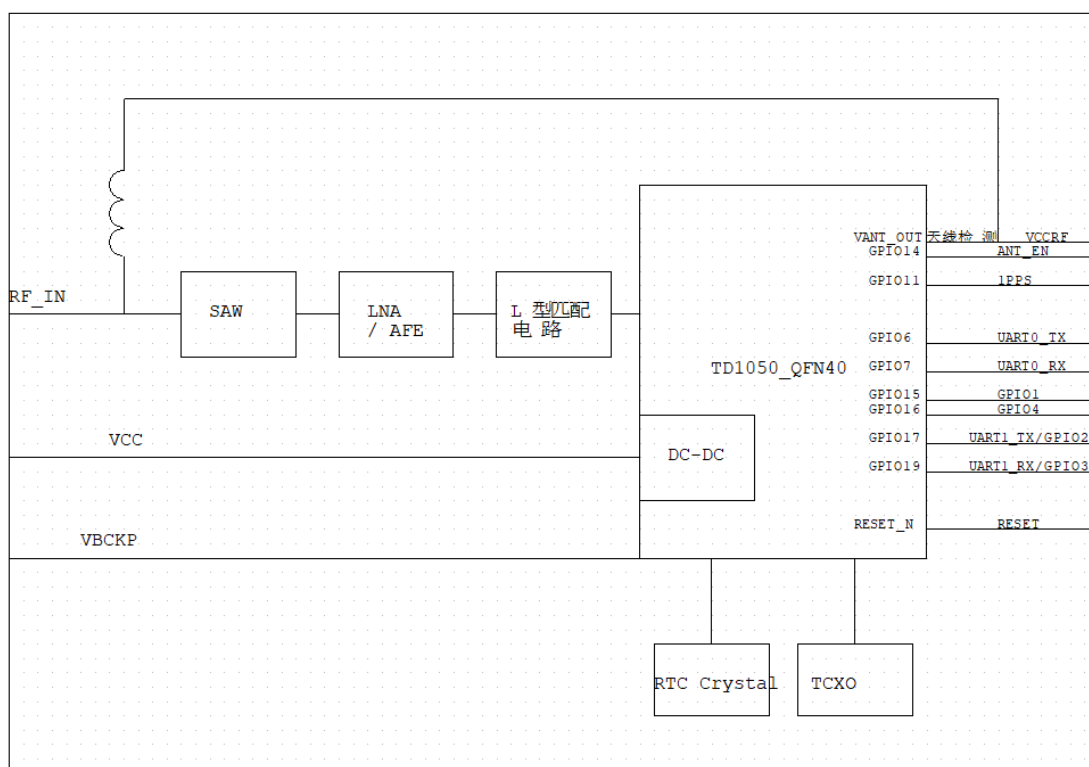 VANT_OUT 天线检 测 VCCRF
GPIO14 ANT_EN
GPIO11 1PPS
RF_IN
SAW
LNA
/ AFE
L 型匹配
电 路
GPIO6 UART0_TX
GPIO7 UART0_RX
TD1050_QFN40
GPIO15 GPIO1
GPIO16 GPIO4
VCC
GPIO17 UART1_TX/GPIO2
DC-DC
GPIO19 UART1_RX/GPIO3
RESET_N RESET
VBCKP
RTC Crystal
TCXO